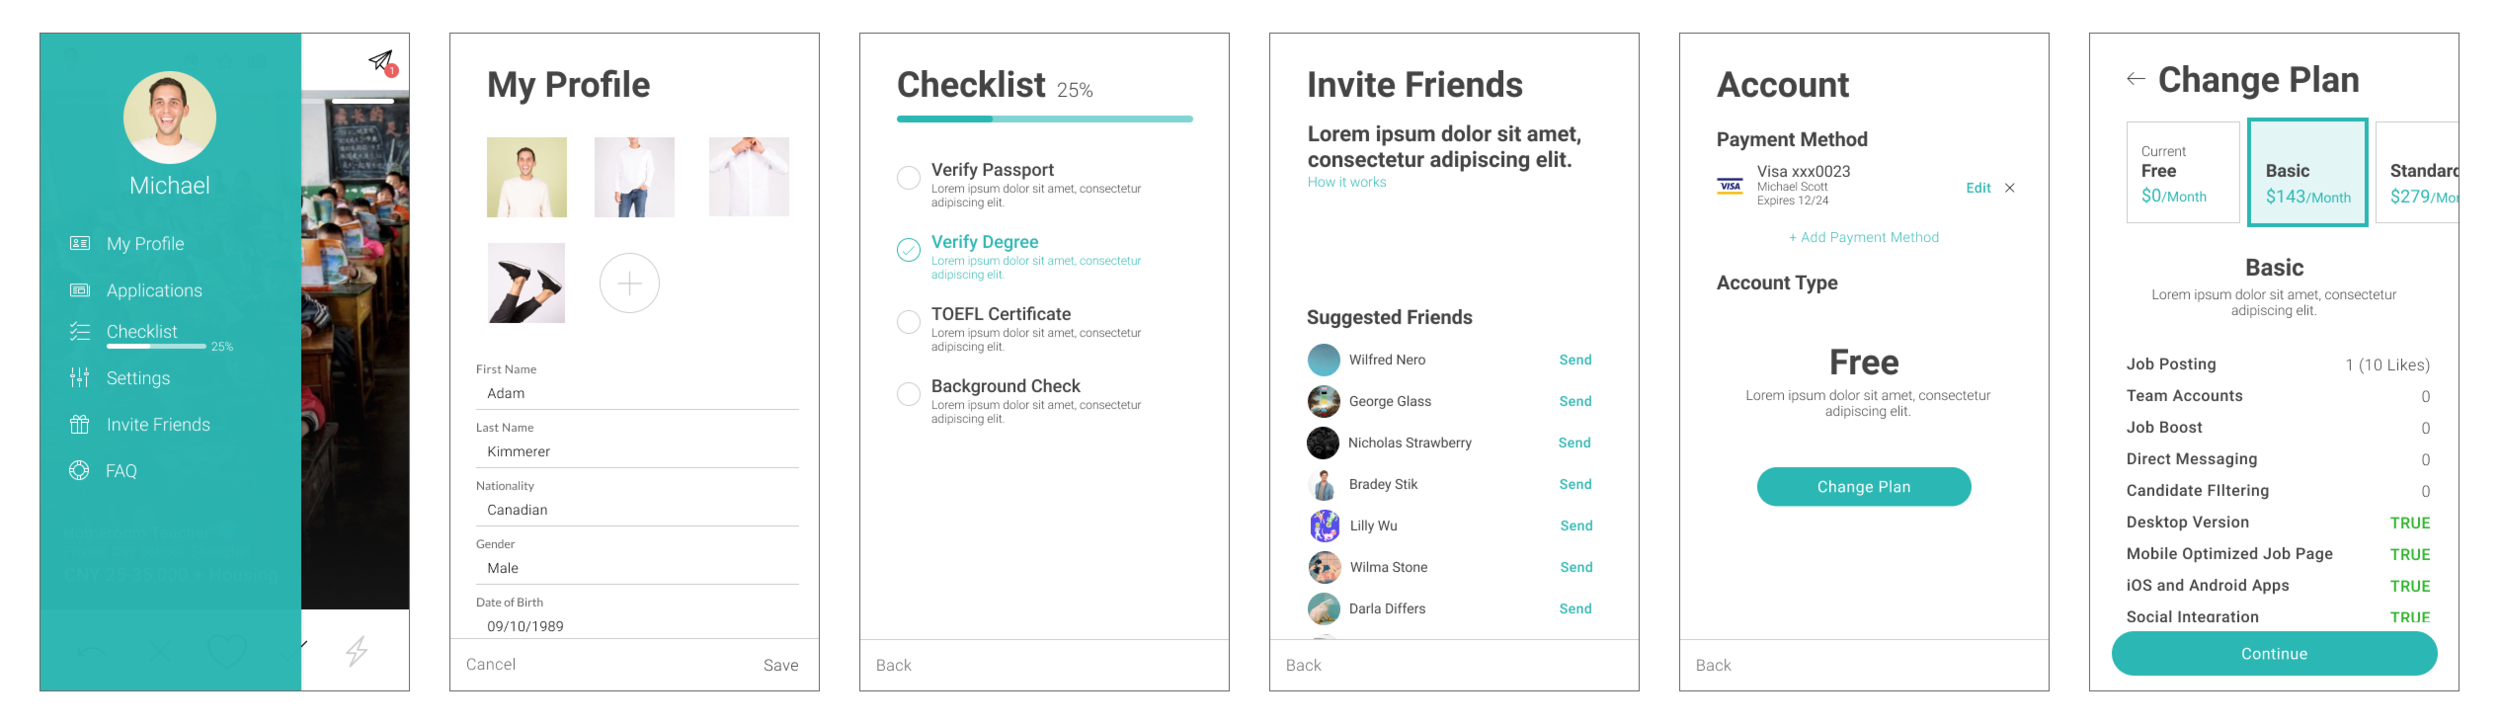 1
Michael
My Profile
Applications
Checklist
25%
Settings
Invite Friends
FAQ
My Profile
First Name
Adam
Last Name
Kimmerer
Nationality
Canadian
Gender
Male
Date of Birth
09/10/1989
Cancel
Save
Checklist 25%
Verify Passport
Lorem ipsum dolor sit amet, consectetur
adipiscing elit.
Verify Degree
Lorem ipsum dolor sit amet, consectetur
adipiscing elit.
TOEFL Certificate
Lorem ipsum dolor sit amet, consectetur
adipiscing elit.
Background Check
Lorem ipsum dolor sit amet, consectetur
adipiscing elit.
Back
Invite Friends
Lorem ipsum dolor sit amet,
consectetur adipiscing elit.
How it works
Suggested Friends
Wilfred Nero Send
George Glass Send
Nicholas Strawberry Send
Bradey Stik Send
Lilly Wu Send
Wilma Stone Send
Darla Differs Send
Back
Account
Payment Method
VISA
Visa xxx0023
Michael Scott
Expires 12/24
Edit
+ Add Payment Method
Account Type
Free
Lorem ipsum dolor sit amet, consectetur
adipiscing elit.
Change Plan
Back
Change Plan
Current
Free
$0/Month
Basic
$143/Month
Standard
$279/Mo
Basic
Lorem ipsum dolor sit amet, consectetur
adipiscing elit.
Job Posting 1 (10 Likes)
Team Accounts 0
Job Boost 0
Direct Messaging 0
Candidate FIltering 0
Desktop Version TRUE
Mobile Optimized Job Page TRUE
iOS and Android Apps TRUE
Social Integration TRUE
Continue